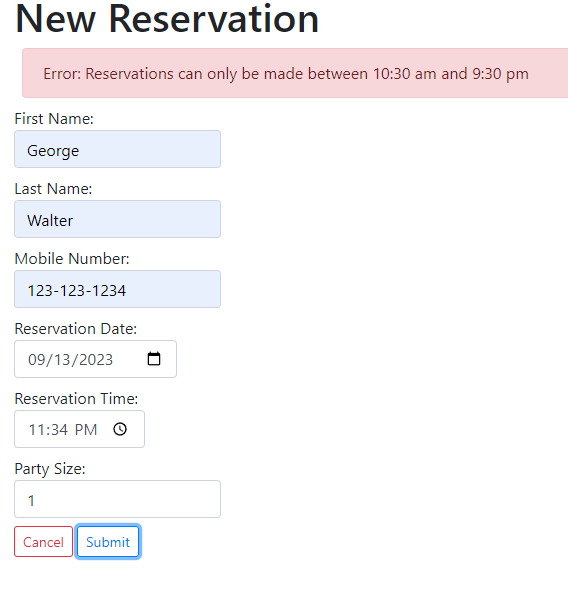 New Reservation
Error: Reservations can only be made between 10:30 am and 9:30 pm
First Name:
George
Last Name:
Walter
Mobile Number:
123-123-1234
Reservation Date:
09/13/2023
Reservation Time:
11:34 PM
Party Size:
1
Cancel Submit